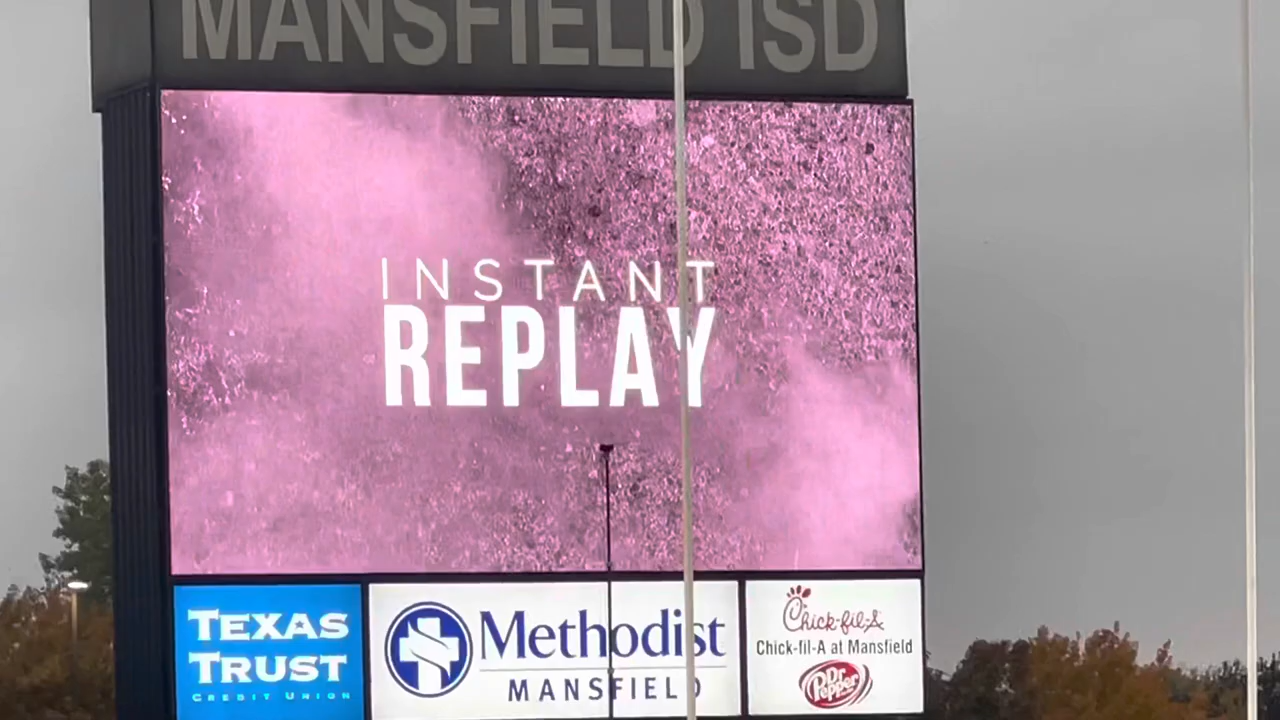 MANSFIELD ISD
INSTANT
REPLAY
TEXAS
TRUST
CREDIT UNION
Methodist
MANSFIELD
Chick-fil-A
Chick-fil-A at Mansfield
Dr
Pepper